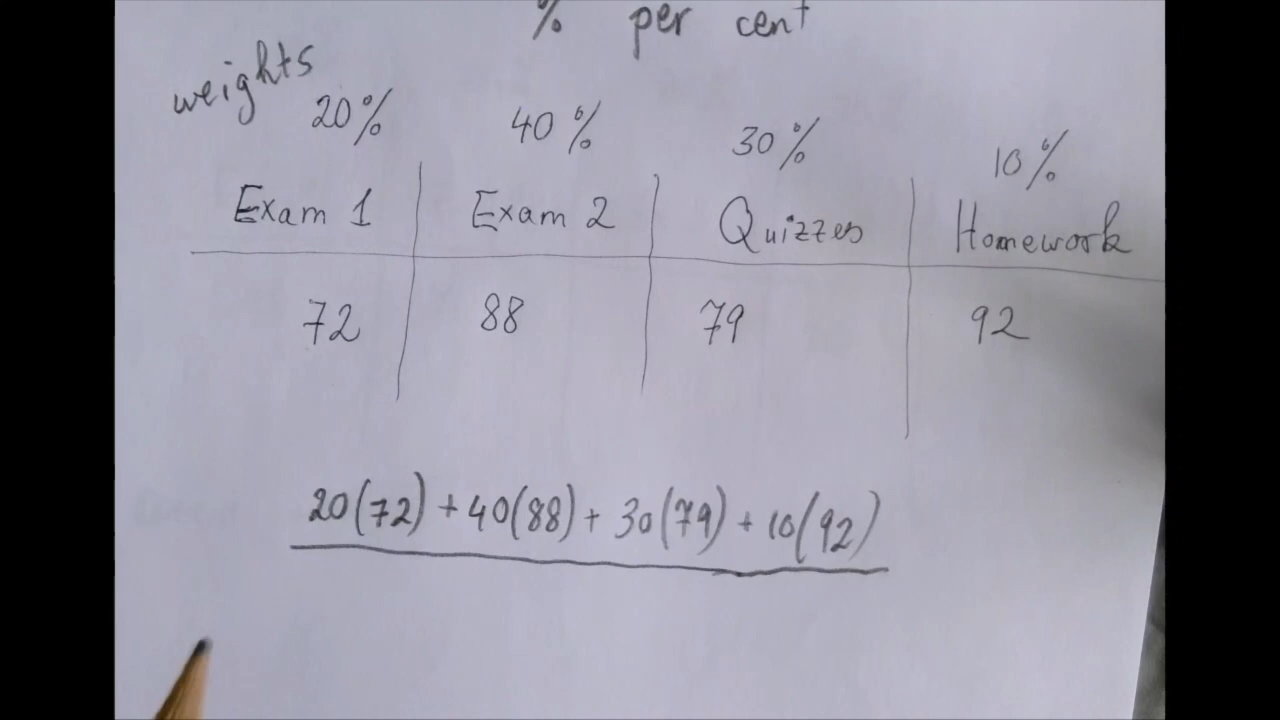 % per cent
weights
20% 40% 30% 10%
Exam 1 Exam 2 Quizzes Homework
72 88 79 92
20(72) + 40(88) + 30(79) + 10(92)